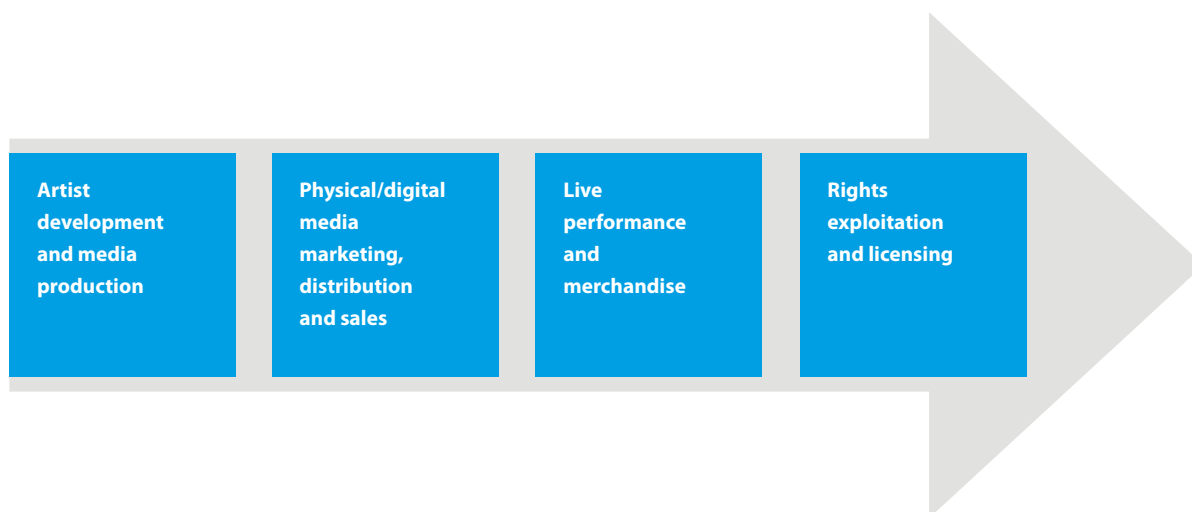 Artist
development
and media
production
Physical/digital
media
marketing,
distribution
and sales
Live
performance
and
merchandise
Rights
exploitation
and licensing